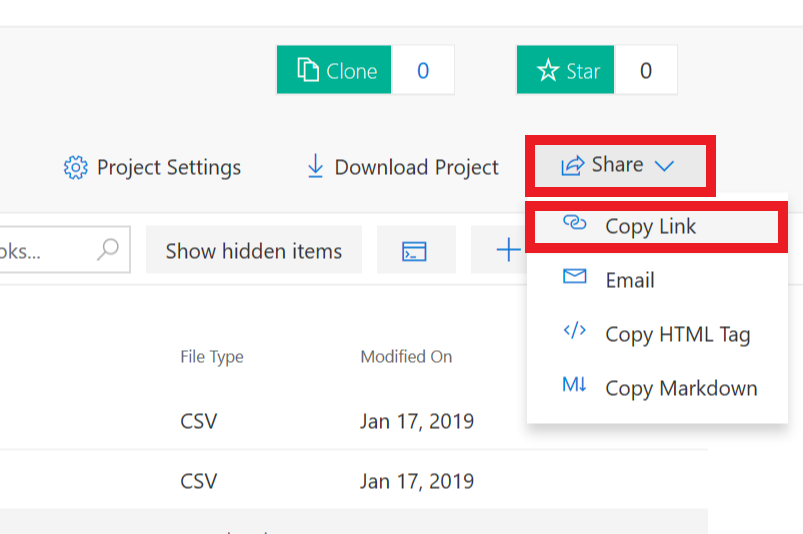 Clone 0 Star 0
Project Settings Download Project Share
oks... Show hidden items
Copy Link
Email
Copy HTML Tag
M↓ Copy Markdown
File Type Modified On
CSV Jan 17, 2019
CSV Jan 17, 2019